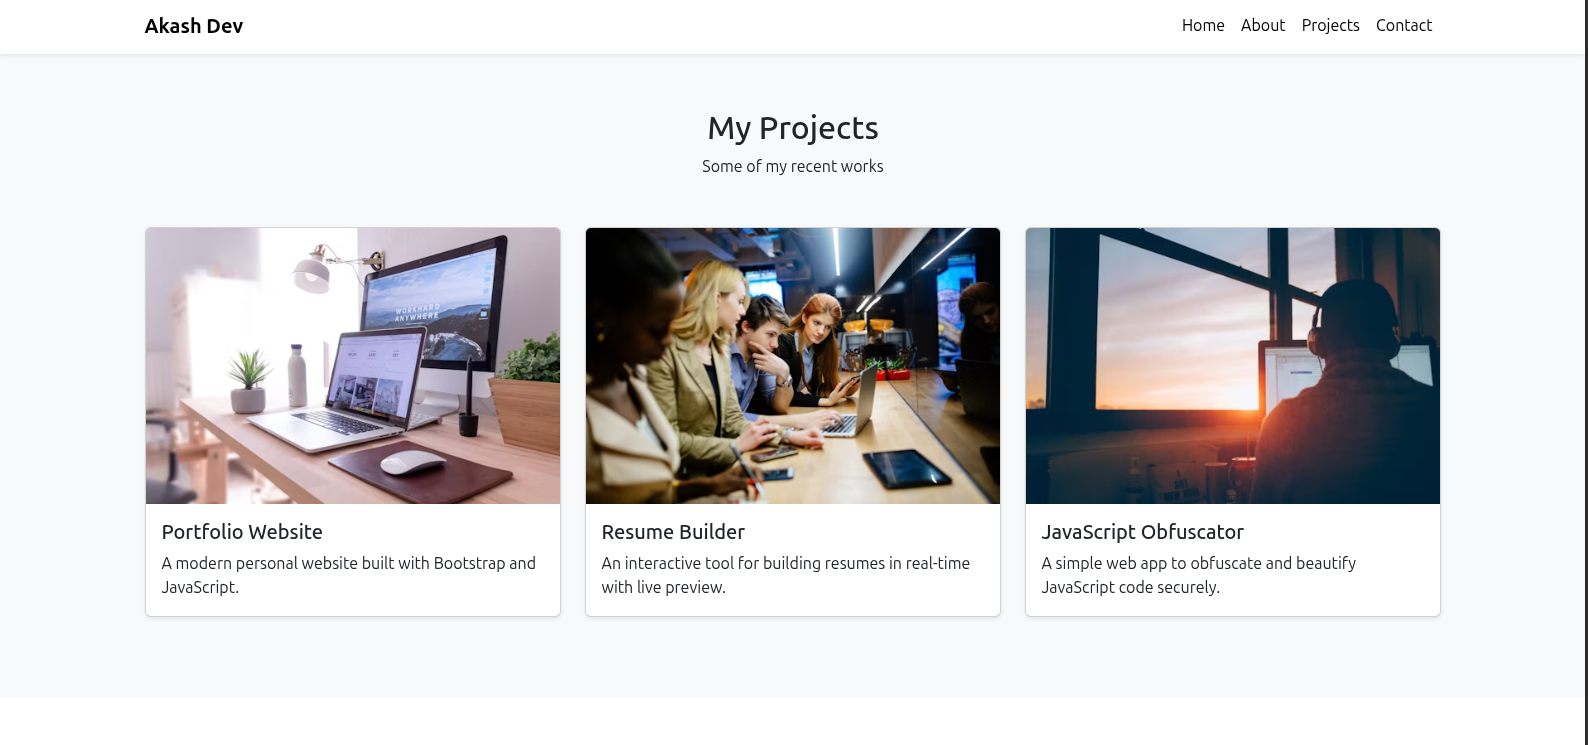 Akash Dev
Home About Projects Contact
My Projects
Some of my recent works
WORK HARD
ANYWHERE
Portfolio Website
A modern personal website built with Bootstrap and
JavaScript.
Resume Builder
An interactive tool for building resumes in real-time
with live preview.
JavaScript Obfuscator
A simple web app to obfuscate and beautify
JavaScript code securely.